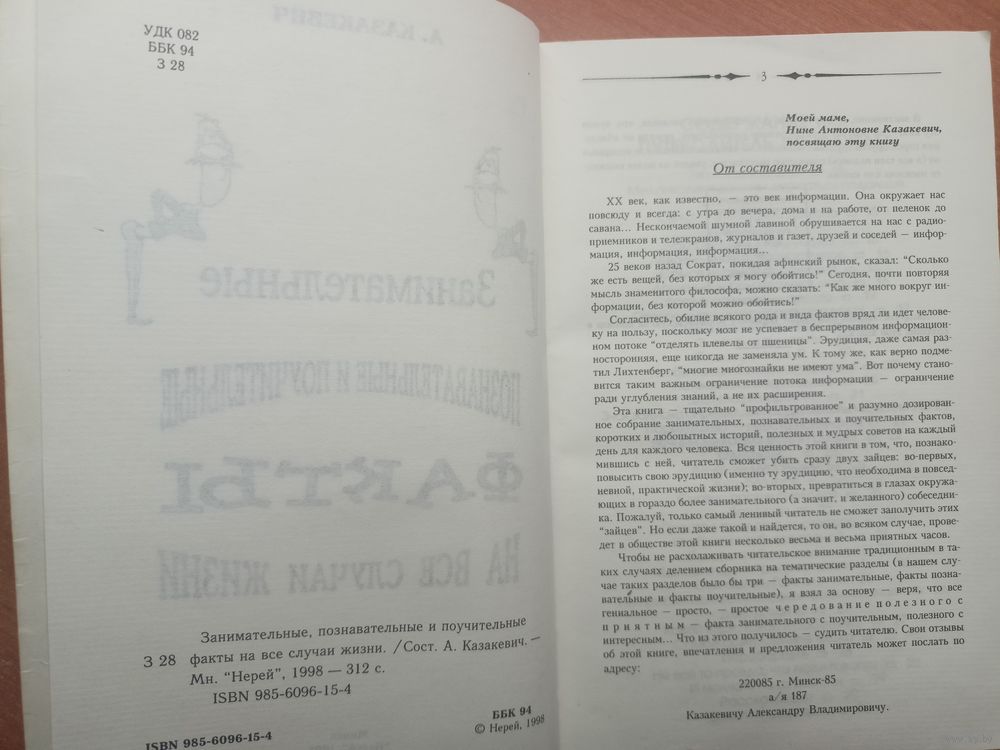 УДК 082
ББК 94
З 28
А. КАЗАКЕВИЧ
Занимательные
ПОЗНАВАТЕЛЬНЫЕ И ПОУЧИТЕЛЬНЫЕ
ФАКТЫ
НА ВСЕ СЛУЧАИ ЖИЗНИ
Занимательные, познавательные и поучительные
З 28 факты на все случаи жизни. /Сост. А. Казакевич. —
Мн. "Нерей", 1998 — 312 с.
ISBN 985-6096-15-4
ББК 94
ISBN 985-6096-15-4
© Нерей, 1998
3
Моей маме,
Нине Антоновне Казакевич,
посвящаю эту книгу
От составителя
XX век, как известно, — это век информации. Она окружает нас
повсюду и всегда: с утра до вечера, дома и на работе, от пеленок до
савана... Нескончаемой шумной лавиной обрушивается на нас с радио-
приемников и телеэкранов, журналов и газет, друзей и соседей — инфор-
мация, информация, информация...
25 веков назад Сократ, покидая афинский рынок, сказал: "Сколько
же есть вещей, без которых я могу обойтись!" Сегодня, почти повторяя
мысль знаменитого философа, можно сказать: "Как же много вокруг ин-
формации, без которой можно обойтись!"
Согласитесь, обилие всякого рода и вида фактов вряд ли идет челове-
ку на пользу, поскольку мозг не успевает в беспрерывном информацион-
ном потоке "отделять плевелы от пшеницы". Эрудиция, даже самая раз-
носторонняя, еще никогда не заменяла ум. К тому же, как верно подме-
тил Лихтенберг, "многие многознайки не имеют ума". Вот почему стано-
вится таким важным ограничение потока информации — ограничение
ради углубления знаний, а не их расширения.
Эта книга — тщательно "профильтрованное" и разумно дозирован-
ное собрание занимательных, познавательных и поучительных фактов,
коротких и любопытных историй, полезных и мудрых советов на каждый
день для каждого человека. Вся ценность этой книги в том, что, познако-
мившись с ней, читатель сможет убить сразу двух зайцев: во-первых,
повысить свою эрудицию (именно ту эрудицию, что необходима в повсед-
невной, практической жизни); во-вторых, превратиться в глазах окружа-
ющих в гораздо более занимательного (а значит, и желанного) собеседни-
ка. Пожалуй, только самый ленивый читатель не сможет заполучить этих
"зайцев". Но если даже такой и найдется, то он, во всяком случае, прове-
дет в обществе этой книги несколько весьма и весьма приятных часов.
Чтобы не расхолаживать читательское внимание традиционным в та-
ких случаях делением сборника на тематические разделы (в нашем слу-
чае таких разделов было бы три — факты занимательные, факты позна-
вательные и факты поучительные), я взял за основу — веря, что все
гениальное — просто, — простое чередование полезного с
приятным — факта занимательного с поучительным, полезного с
интересным... Что из этого получилось — судить читателю. Свои отзывы
об этой книге, впечатления и предложения читатель может послать по
адресу:
220085 г. Минск-85
а/я 187
Казакевичу Александру Владимировичу.